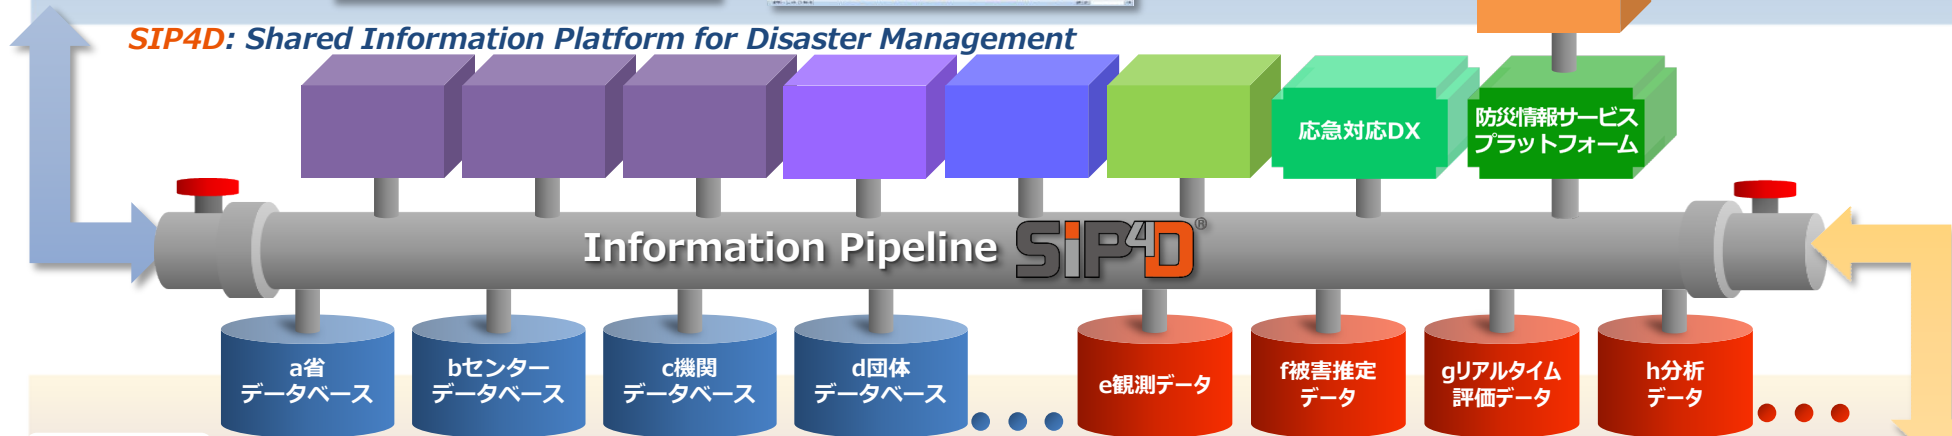 SIP4D: Shared Information Platform for Disaster Management
応急対応DX
防災情報サービス
プラットフォーム
Information Pipeline SIP4D®
a省
データベース
bセンター
データベース
c機関
データベース
d団体
データベース
e観測データ
f被害推定
データ
gリアルタイム
評価データ
h分析
データ